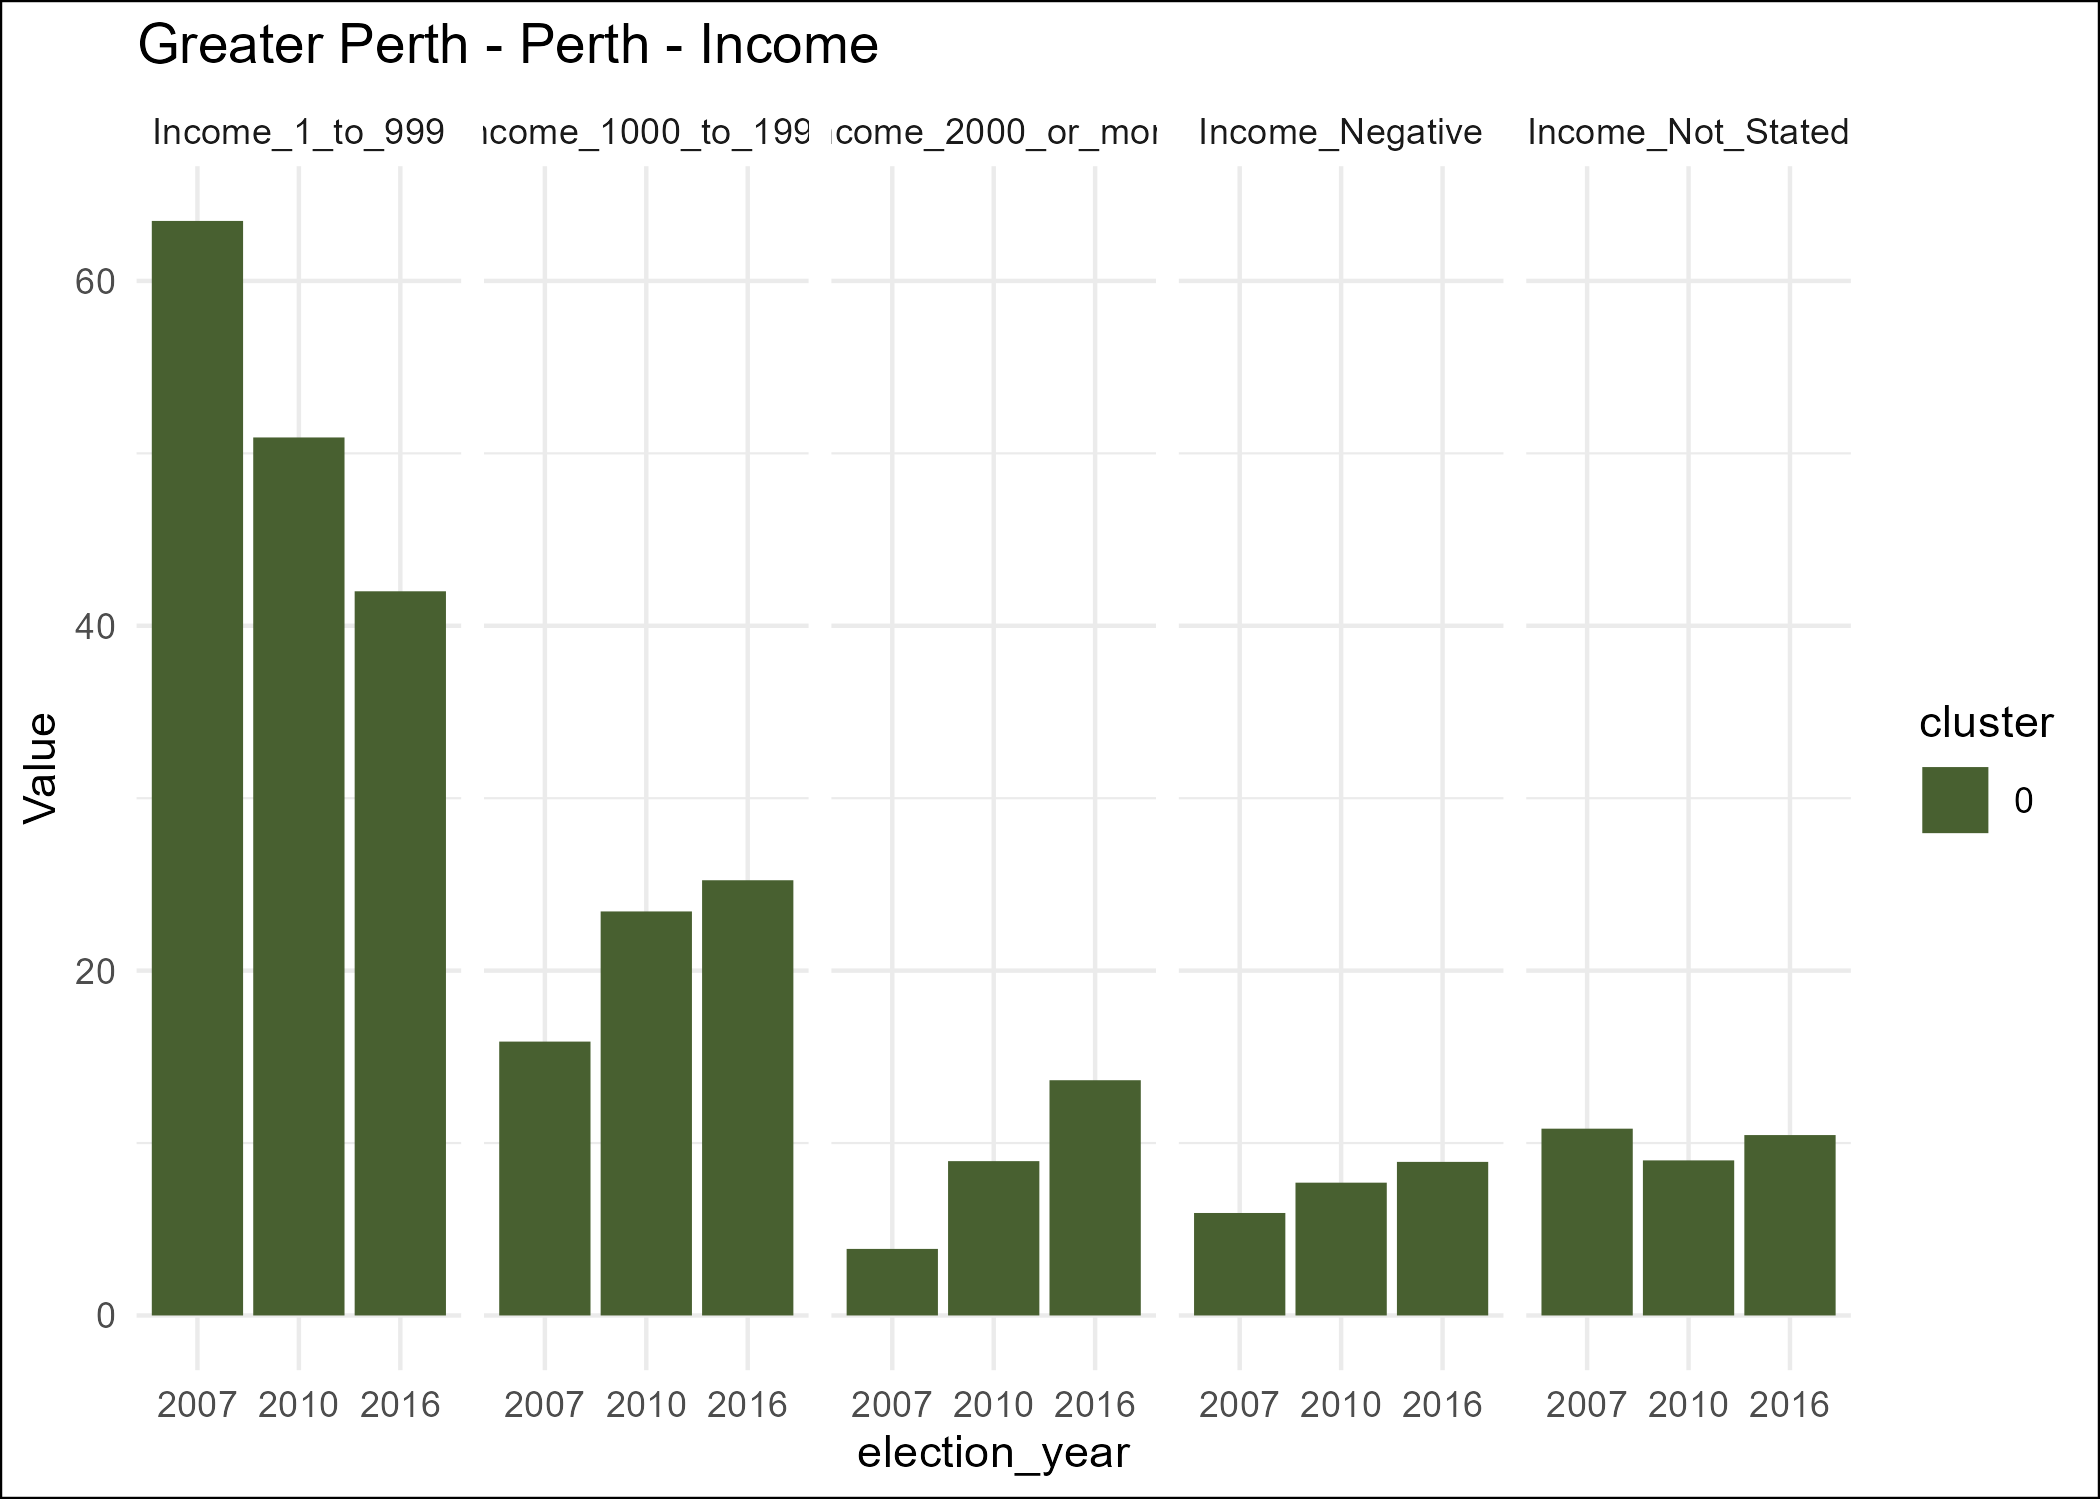 Greater Perth - Perth - Income
Income_1_to_999
ncome_1000_to_199
come_2000_or_mor
Income_Negative
Income_Not_Stated
60
40
20
0
Value
2007 2010 2016 2007 2010 2016 2007 2010 2016 2007 2010 2016 2007 2010 2016
election_year
cluster
0